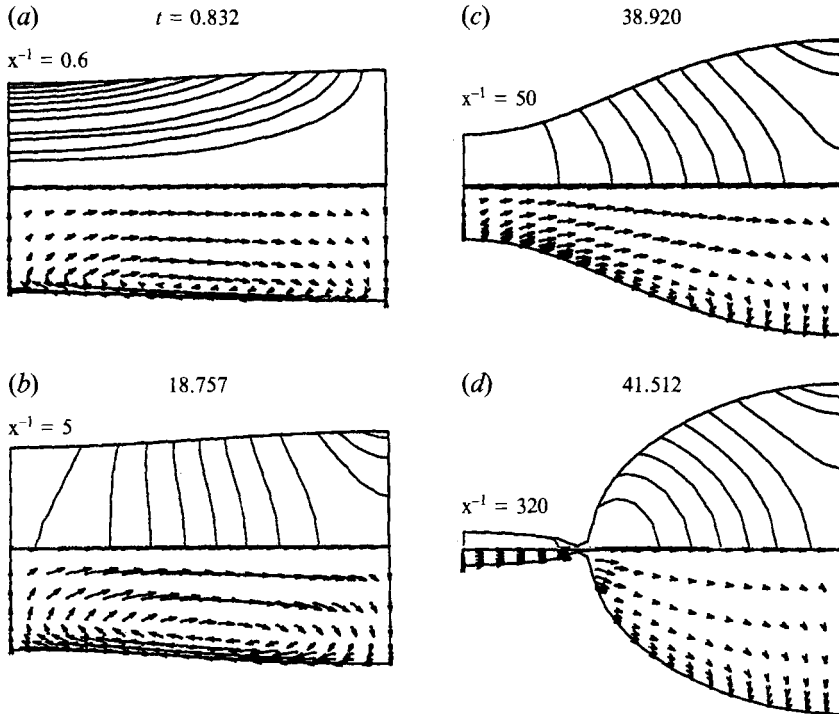 (a) t = 0.832
x⁻¹ = 0.6
(b) 18.757
x⁻¹ = 5
(c) 38.920
x⁻¹ = 50
(d) 41.512
x⁻¹ = 320